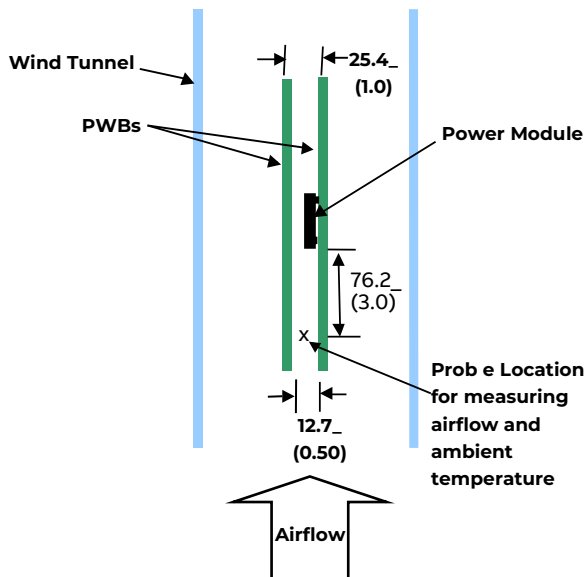 Wind Tunnel
25.4_
(1.0)
PWBs
Power Module
76.2_
(3.0)
x
Prob e Location
for measuring
airflow and
ambient
temperature
12.7_
(0.50)
Airflow